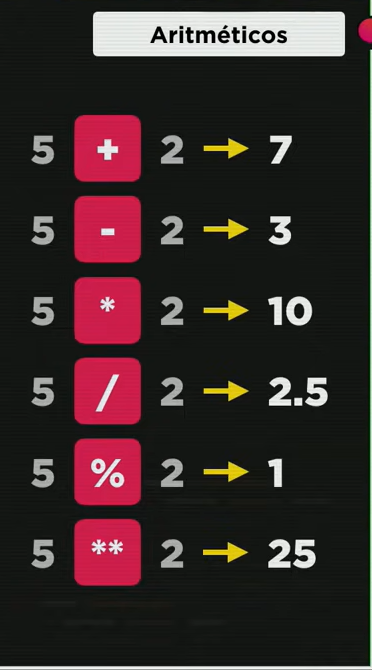 Aritméticos
5 + 2 → 7
5 - 2 → 3
5 * 2 → 10
5 / 2 → 2.5
5 % 2 → 1
5 ** 2 → 25